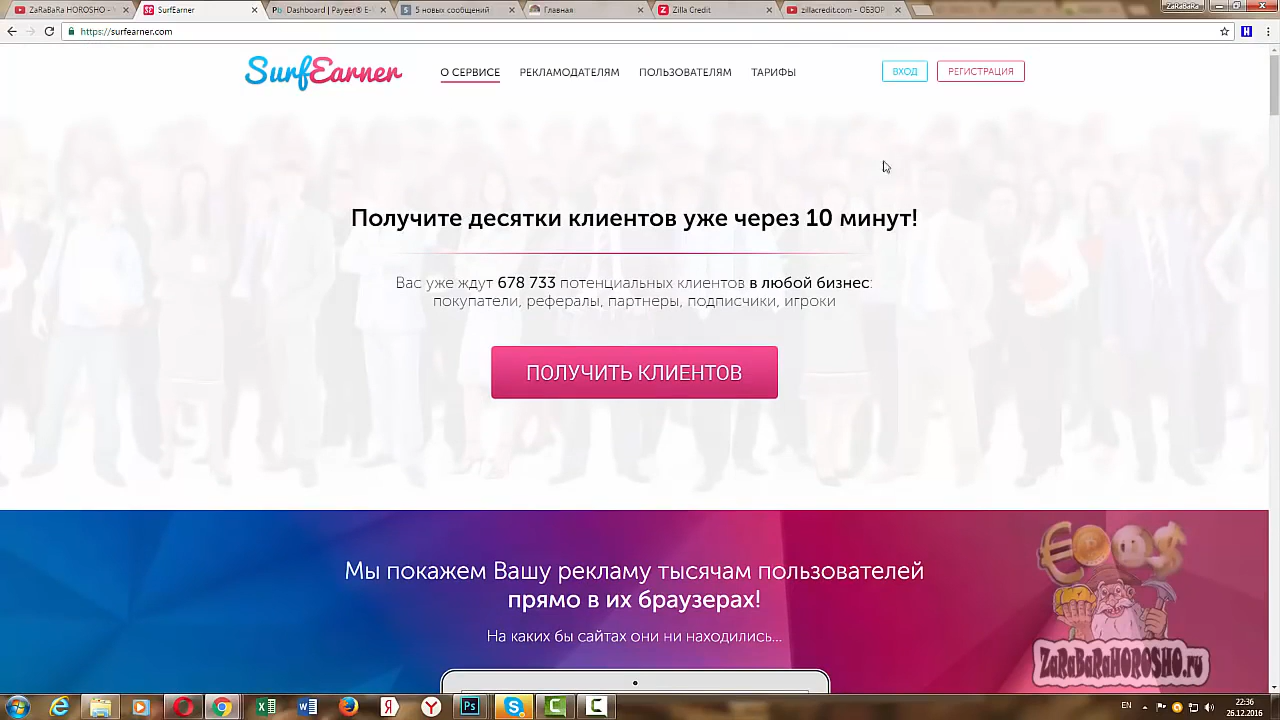 ZaRaBaRa HOROSHO -
SurfEarner
Dashboard | Payeer® E-
5 новых сообщений
Главная
Zilla Credit
zillacredit.com - ОБЗОР
ZaRaBaRa
https://surfearner.com
SurfEarner
О СЕРВИСЕ
РЕКЛАМОДАТЕЛЯМ
ПОЛЬЗОВАТЕЛЯМ
ТАРИФЫ
ВХОД
РЕГИСТРАЦИЯ
Получите десятки клиентов уже через 10 минут!
Вас уже ждут 678 733 потенциальных клиентов в любой бизнес:
покупатели, рефералы, партнеры, подписчики, игроки
ПОЛУЧИТЬ КЛИЕНТОВ
Мы покажем Вашу рекламу тысячам пользователей
прямо в их браузерах!
На каких бы сайтах они ни находились...
ZaRaBaRaHOROSHO.ru
EN
22:36
26.12.2016